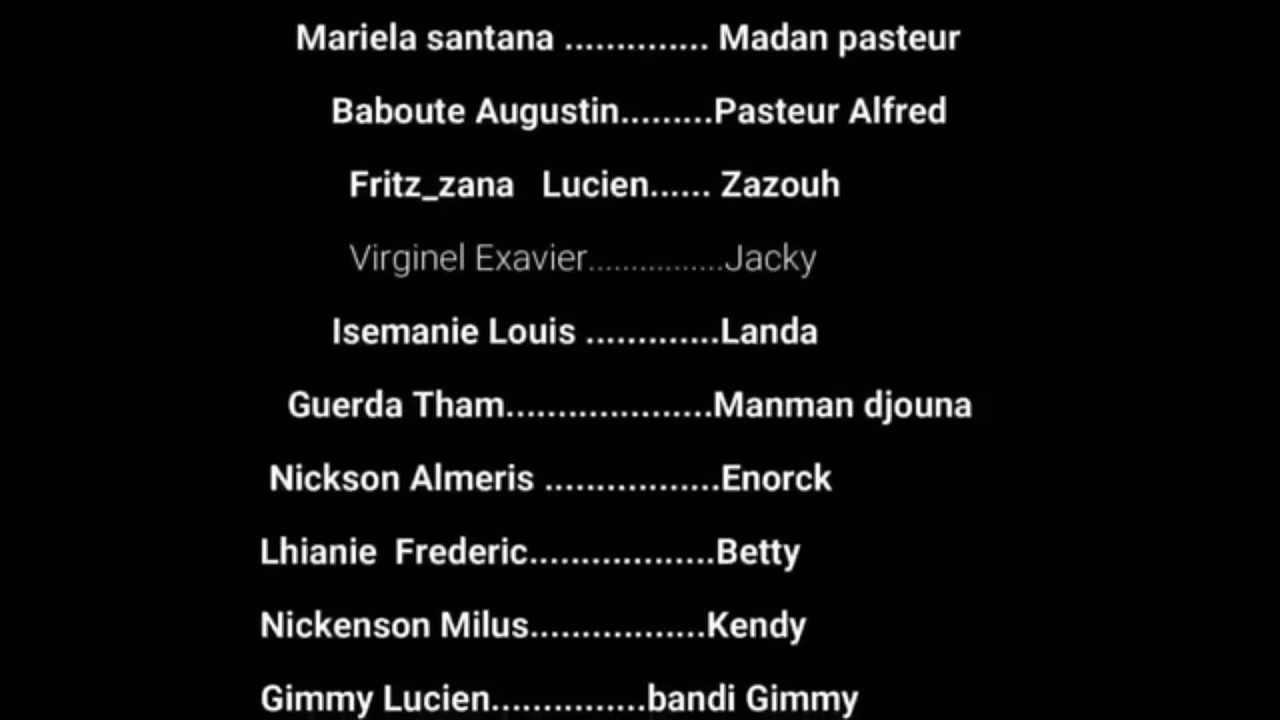 Mariela santana .............. Madan pasteur
Baboute Augustin.........Pasteur Alfred
Fritz_zana   Lucien...... Zazouh
Virginel Exavier................Jacky
Isemanie Louis .............Landa
Guerda Tham....................Manman djouna
Nickson Almeris .................Enorck
Lhianie  Frederic..................Betty
Nickenson Milus.................Kendy
Gimmy Lucien...............bandi Gimmy